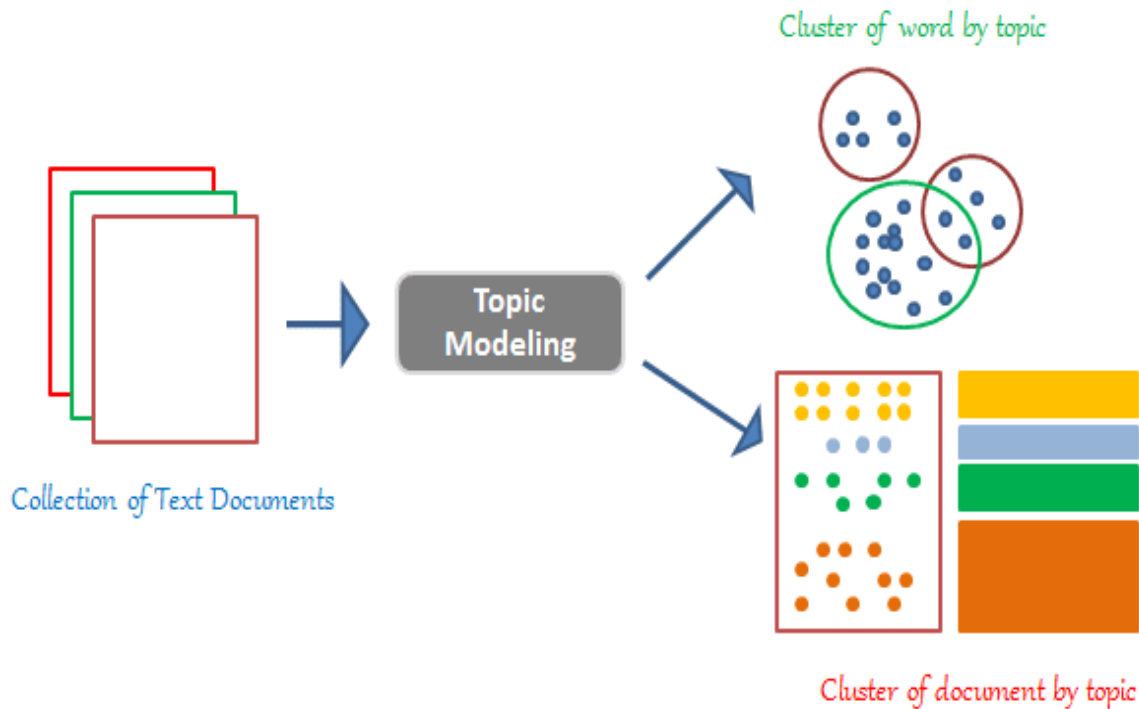 Cluster of word by topic
Topic
Modeling
Collection of Text Documents
Cluster of document by topic